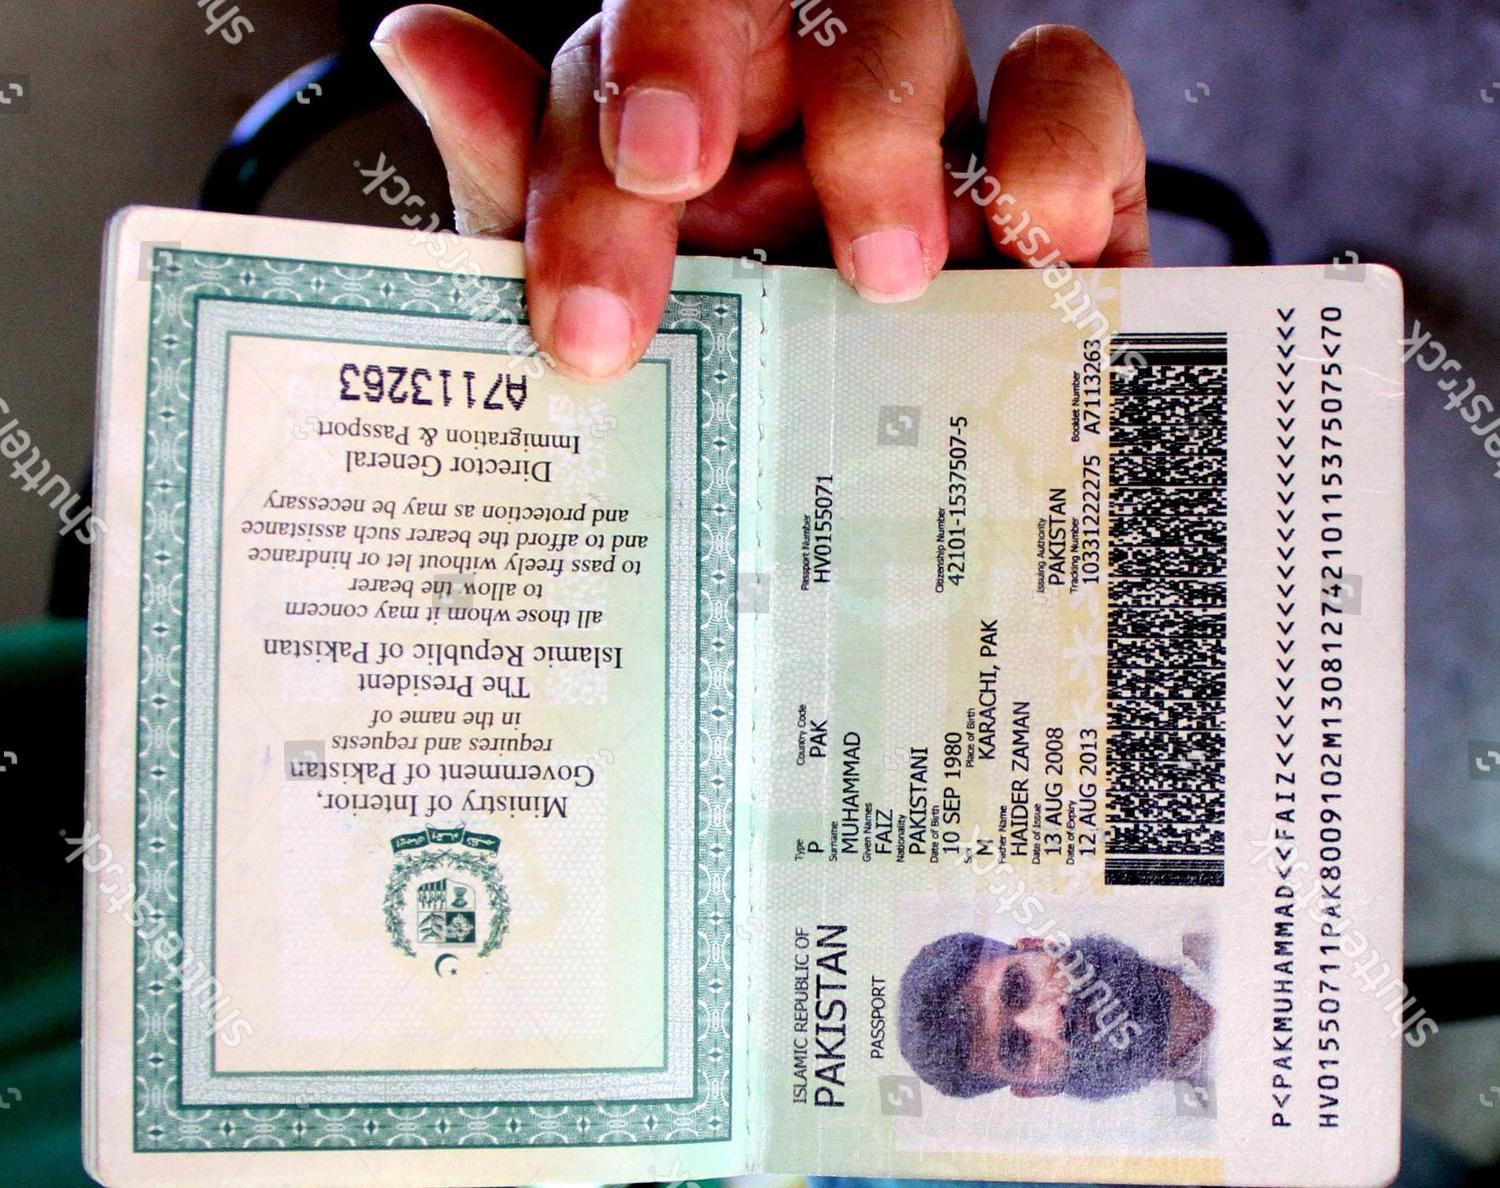 A7113263
Immigration & Passport
Director General
and protection as may be necessary
and to afford the bearer such assistance
to pass freely without let or hindrance
to allow the bearer
all those whom it may concern
Islamic Republic of Pakistan
The President
in the name of
requires and requests
Government of Pakistan
Ministry of Interior,
ISLAMIC REPUBLIC OF
PAKISTAN
PASSPORT
Type Country Code Passport Number
P PAK HV0155071
Surname
MUHAMMAD
Given Names
FAIZ
Nationality
PAKISTANI
Date of Birth Citizenship Number
10 SEP 1980 42101-1537507-5
Sex Place of Birth
M KARACHI, PAK
Father Name
HAIDER ZAMAN
Date of Issue Issuing Authority
13 AUG 2008 PAKISTAN
Date of Expiry Tracking Number Booklet Number
12 AUG 2013 10331222275 A7113263
P<PAKMUHAMMAD<<FAIZ<<<<<<<<<<<<<<<<<<<<<<<<<
HV01550711PAK8009102M13081274210115375075<70
shutterstock